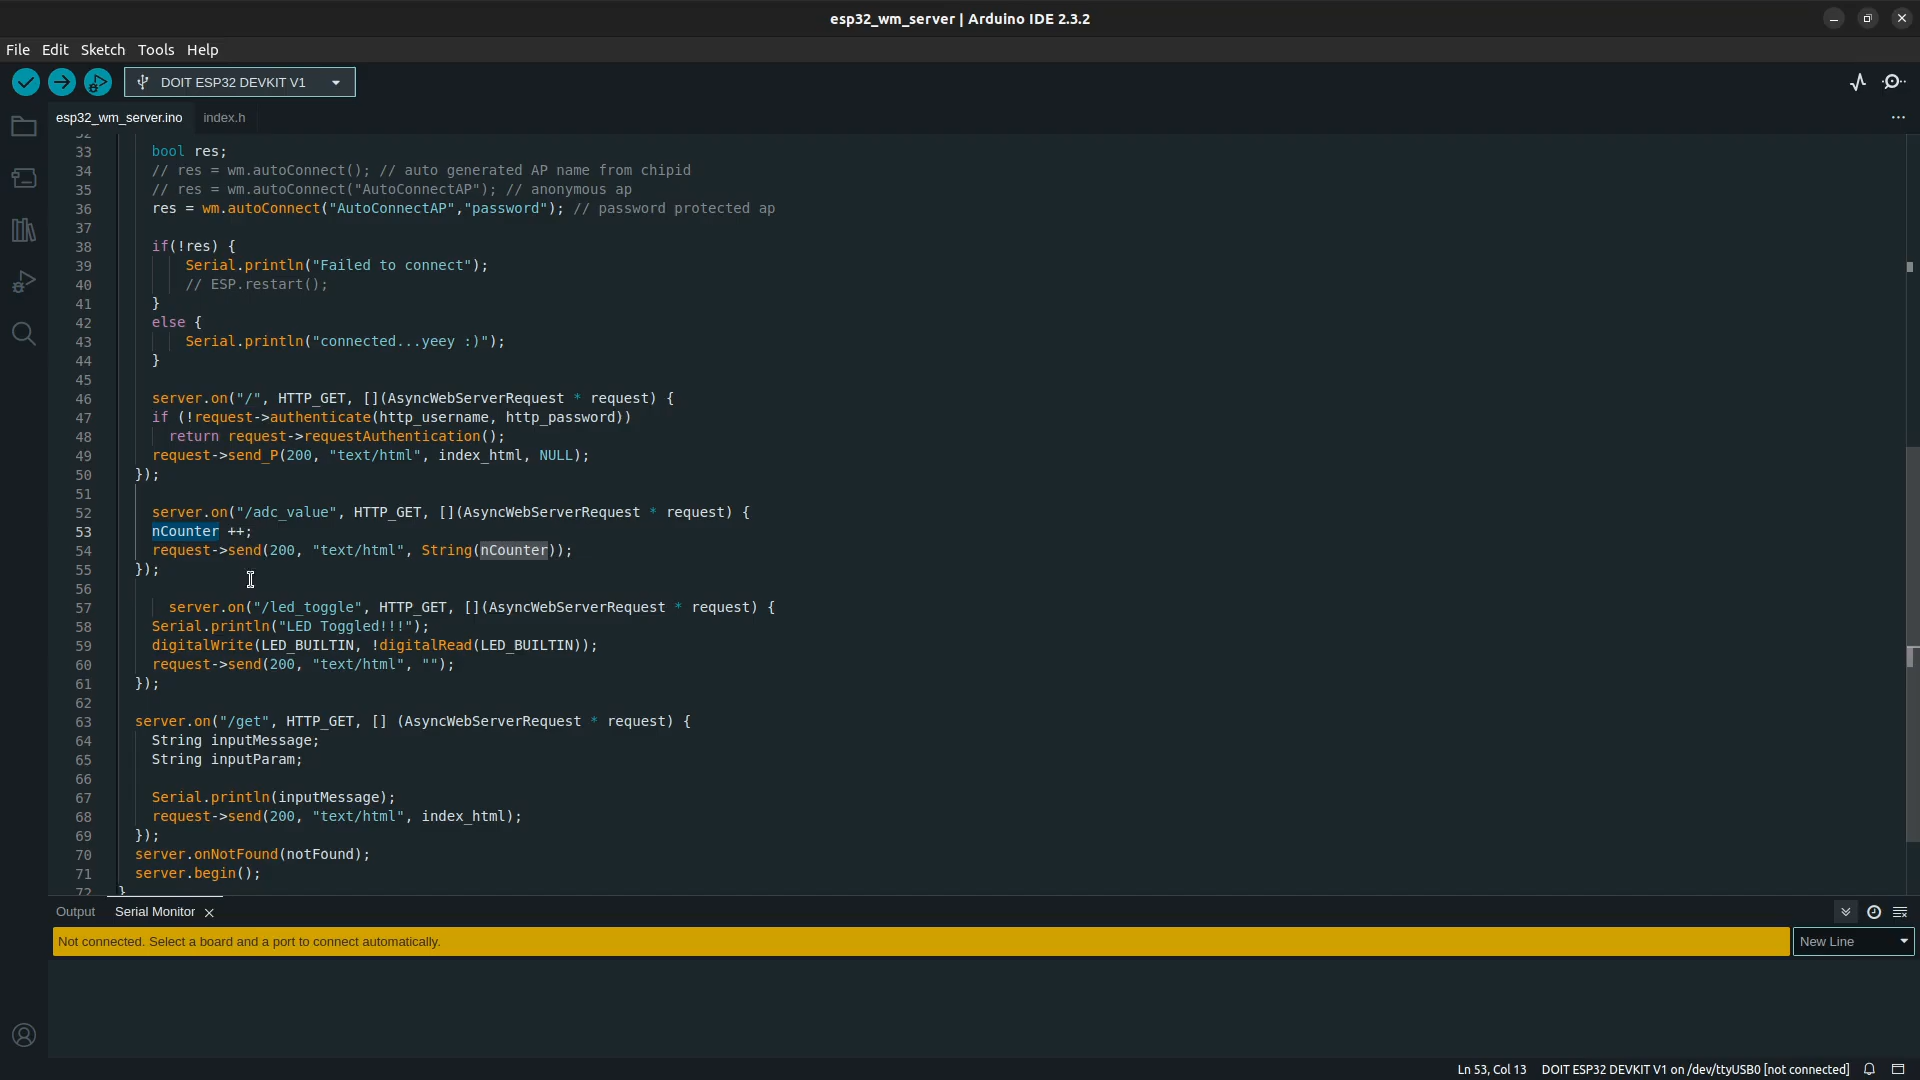 esp32_wm_server | Arduino IDE 2.3.2
File Edit Sketch Tools Help
DOIT ESP32 DEVKIT V1
esp32_wm_server.ino index.h
32
33 bool res;
34 // res = wm.autoConnect(); // auto generated AP name from chipid
35 // res = wm.autoConnect("AutoConnectAP"); // anonymous ap
36 res = wm.autoConnect("AutoConnectAP","password"); // password protected ap
37
38 if(!res) {
39 Serial.println("Failed to connect");
40 // ESP.restart();
41 }
42 else {
43 Serial.println("connected...yeey :)");
44 }
45
46 server.on("/", HTTP_GET, [](AsyncWebServerRequest * request) {
47 if (!request->authenticate(http_username, http_password))
48 return request->requestAuthentication();
49 request->send_P(200, "text/html", index_html, NULL);
50 });
51
52 server.on("/adc_value", HTTP_GET, [](AsyncWebServerRequest * request) {
53 nCounter ++;
54 request->send(200, "text/html", String(nCounter));
55 });
56
57 server.on("/led_toggle", HTTP_GET, [](AsyncWebServerRequest * request) {
58 Serial.println("LED Toggled!!!");
59 digitalWrite(LED_BUILTIN, !digitalRead(LED_BUILTIN));
60 request->send(200, "text/html", "");
61 });
62
63 server.on("/get", HTTP_GET, [] (AsyncWebServerRequest * request) {
64 String inputMessage;
65 String inputParam;
66
67 Serial.println(inputMessage);
68 request->send(200, "text/html", index_html);
69 });
70 server.onNotFound(notFound);
71 server.begin();
72 }
Output Serial Monitor
Not connected. Select a board and a port to connect automatically. New Line
Ln 53, Col 13 DOIT ESP32 DEVKIT V1 on /dev/ttyUSB0 [not connected]